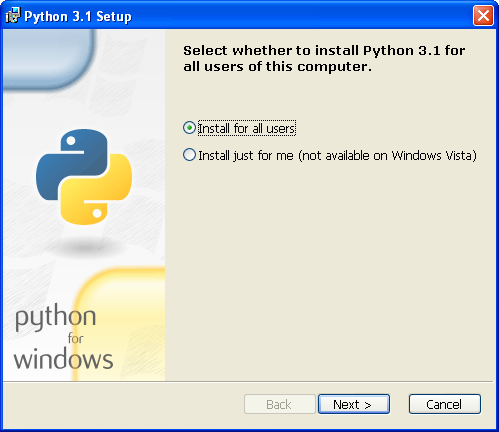 Python 3.1 Setup
Select whether to install Python 3.1 for
all users of this computer.
Install for all users
Install just for me (not available on Windows Vista)
python
for
windows
Back
Next >
Cancel